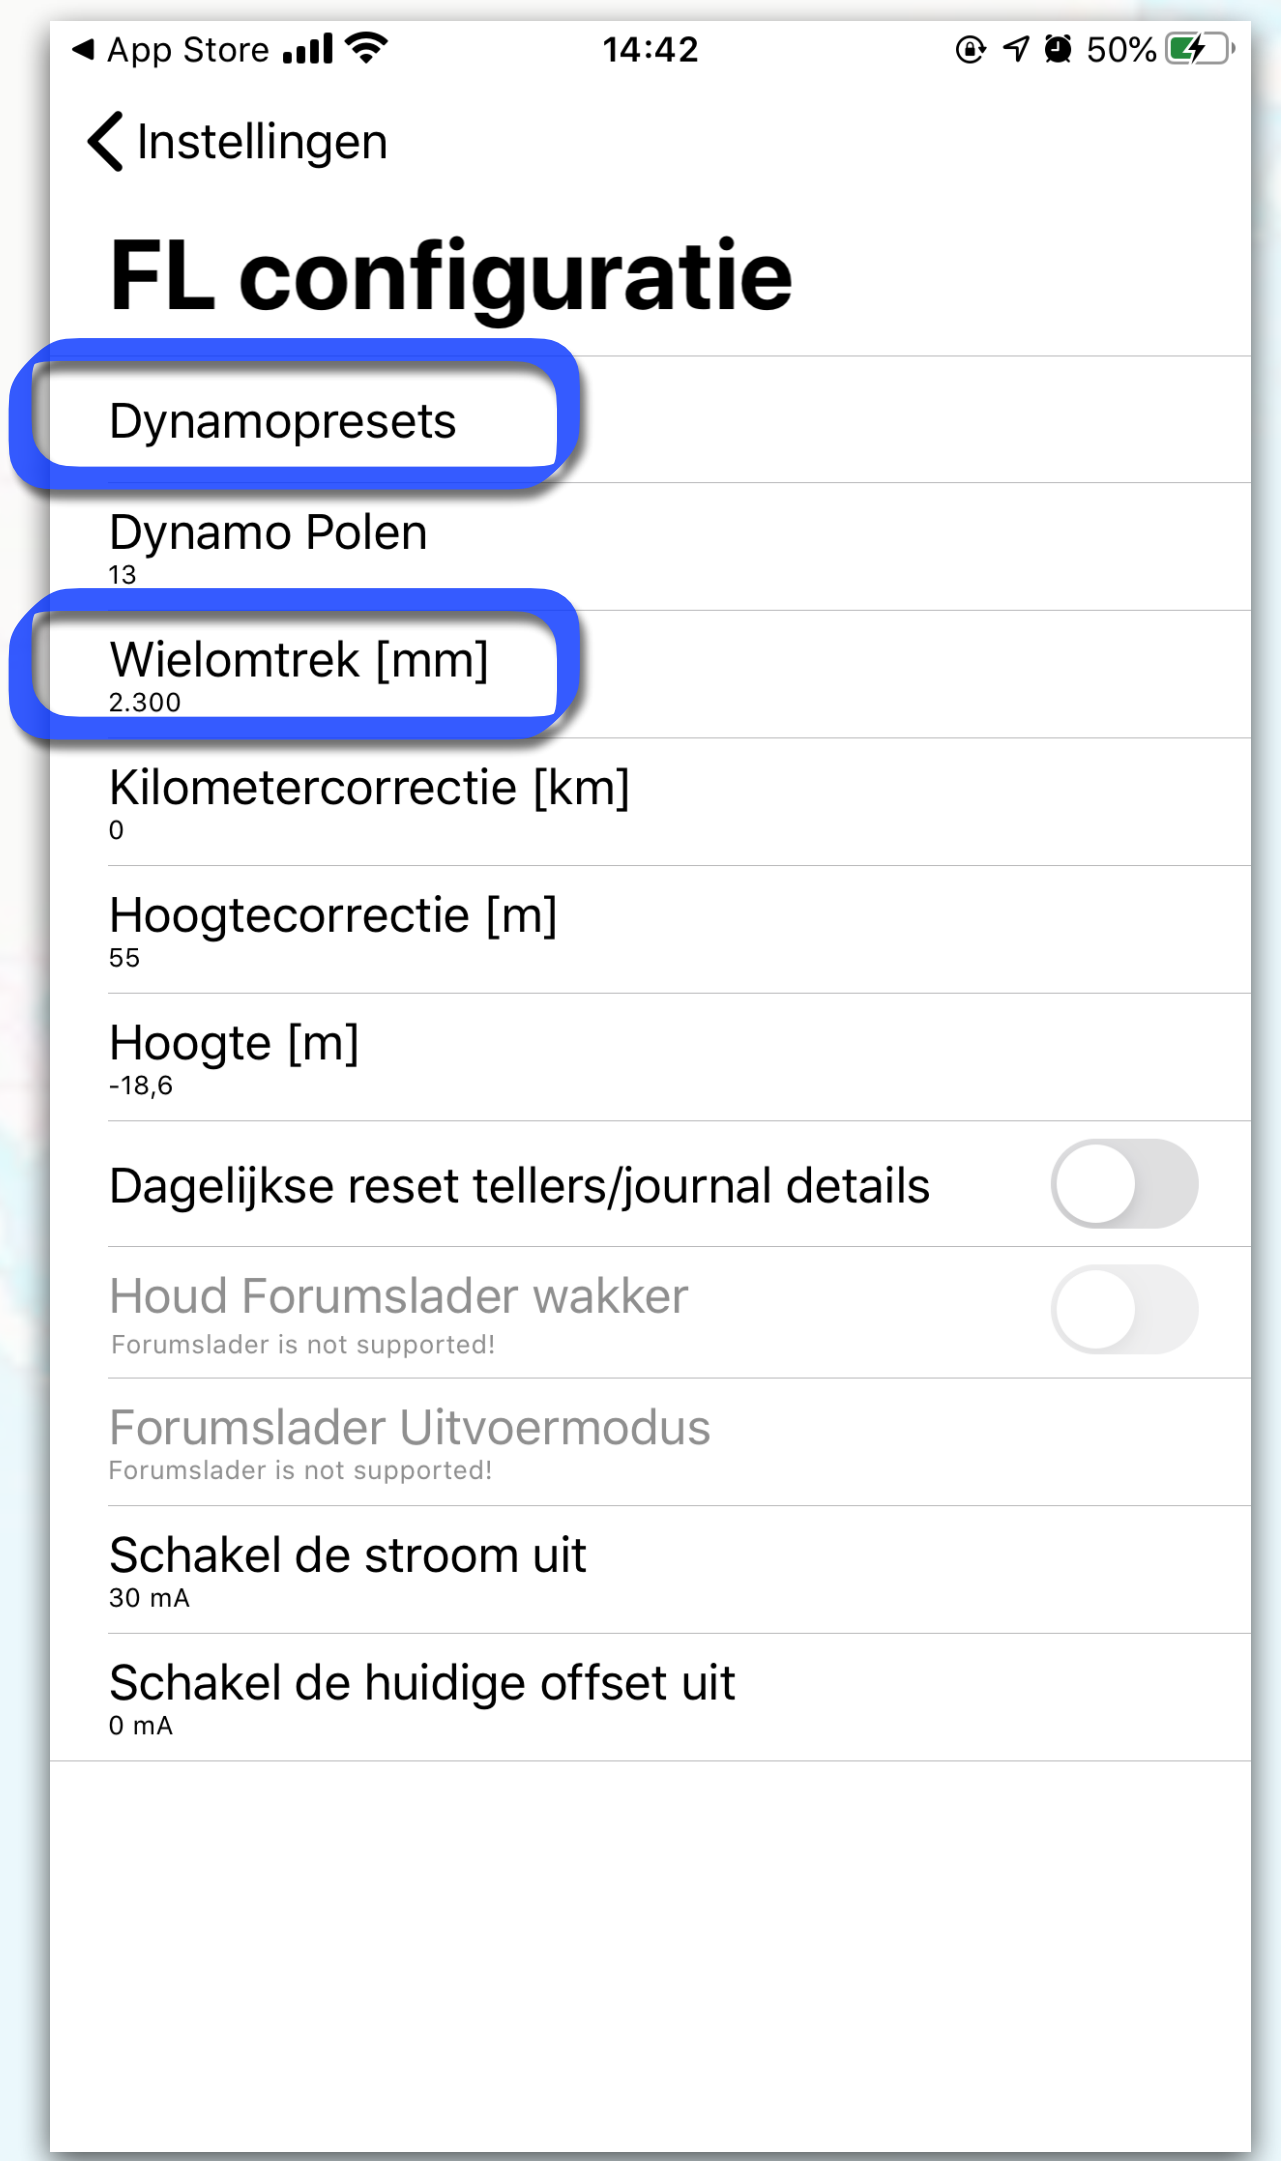 App Store 14:42 50%
Instellingen
FL configuratie
Dynamopresets
Dynamo Polen
13
Wielomtrek [mm]
2.300
Kilometercorrectie [km]
0
Hoogtecorrectie [m]
55
Hoogte [m]
-18,6
Dagelijkse reset tellers/journal details
Houd Forumslader wakker
Forumslader is not supported!
Forumslader Uitvoermodus
Forumslader is not supported!
Schakel de stroom uit
30 mA
Schakel de huidige offset uit
0 mA